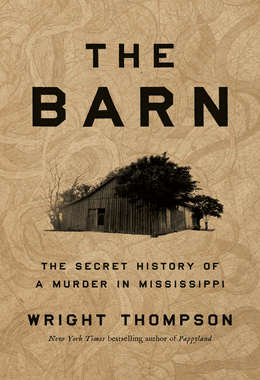 THE
BARN
THE SECRET HISTORY OF
A MURDER IN MISSISSIPPI
WRIGHT THOMPSON
New York Times bestselling author of Pappyland